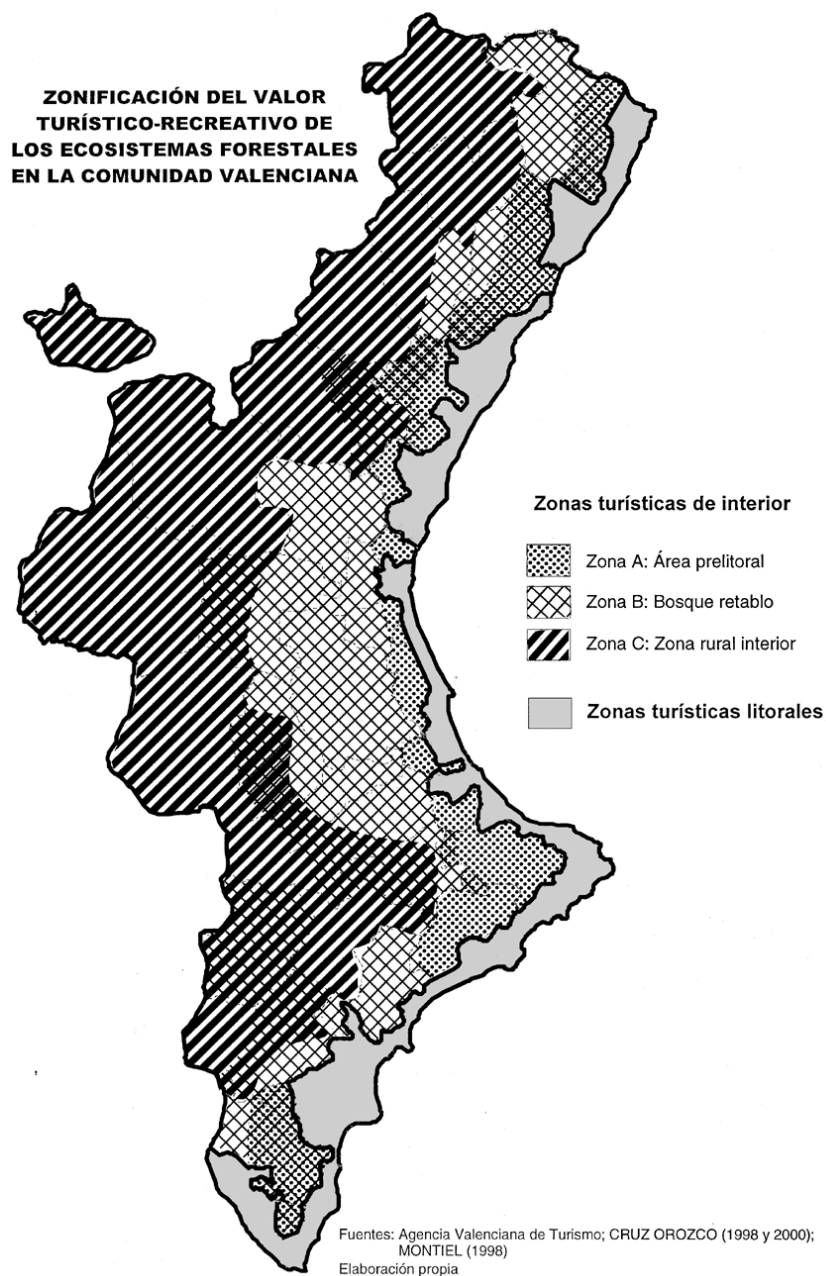 ZONIFICACIÓN DEL VALOR
TURÍSTICO-RECREATIVO DE
LOS ECOSISTEMAS FORESTALES
EN LA COMUNIDAD VALENCIANA
Zonas turísticas de interior
Zona A: Área prelitoral
Zona B: Bosque retablo
Zona C: Zona rural interior
Zonas turísticas litorales
Fuentes: Agencia Valenciana de Turismo; CRUZ OROZCO (1998 y 2000);
MONTIEL (1998)
Elaboración propia